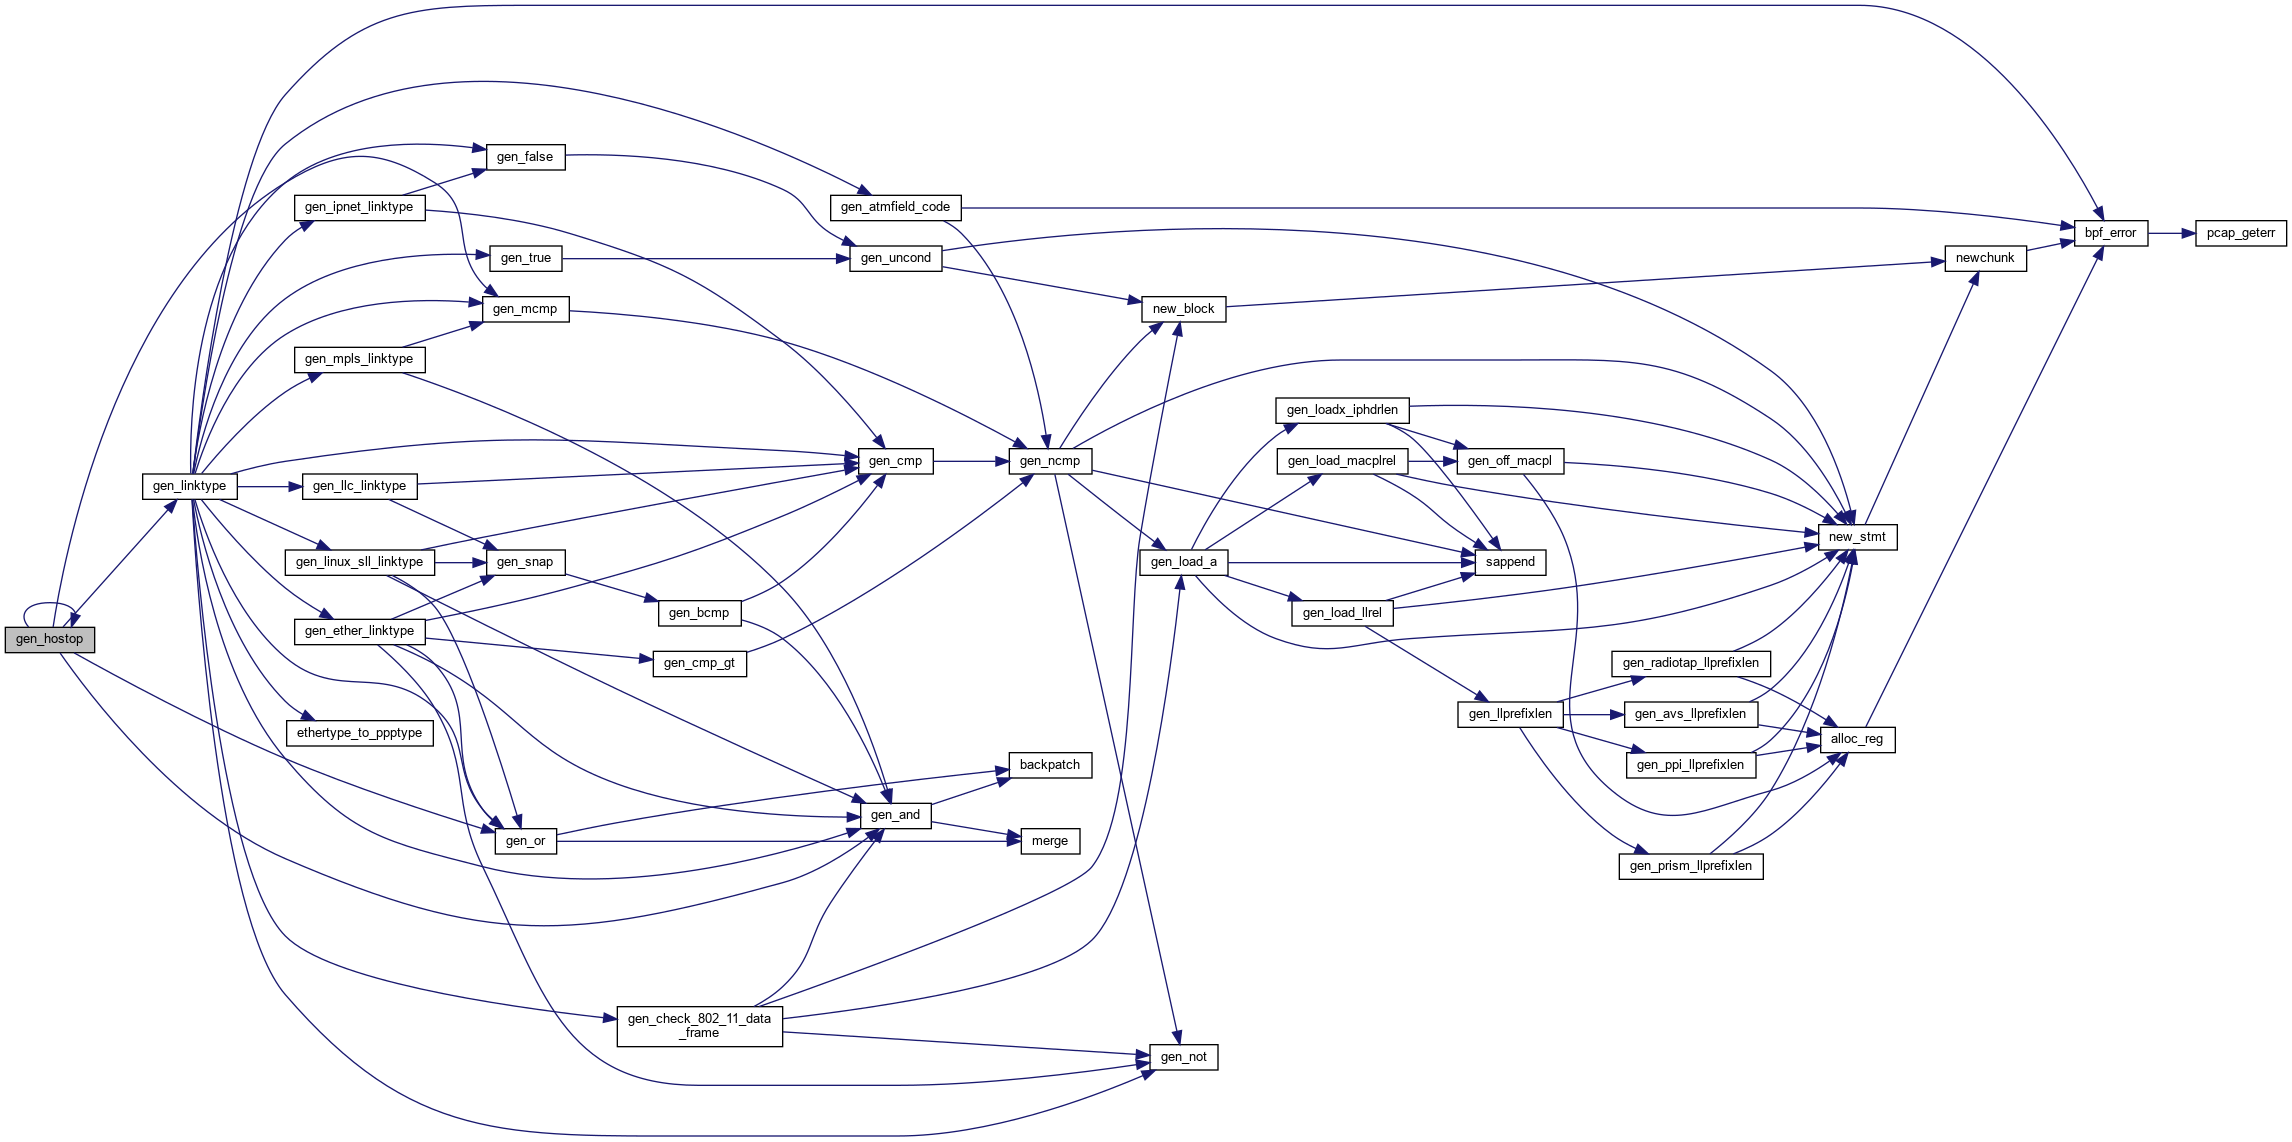 gen_hostop
gen_linktype
gen_ipnet_linktype
gen_mpls_linktype
gen_llc_linktype
gen_linux_sll_linktype
gen_ether_linktype
ethertype_to_ppptype
gen_false
gen_true
gen_mcmp
gen_snap
gen_or
gen_bcmp
gen_cmp_gt
gen_check_802_11_data
_frame
gen_atmfield_code
gen_uncond
gen_cmp
gen_and
gen_ncmp
backpatch
merge
new_block
gen_load_a
gen_not
gen_loadx_iphdrlen
gen_load_macplrel
gen_load_llrel
gen_off_macpl
sappend
gen_llprefixlen
gen_radiotap_llprefixlen
gen_avs_llprefixlen
gen_ppi_llprefixlen
gen_prism_llprefixlen
new_stmt
alloc_reg
newchunk
bpf_error
pcap_geterr